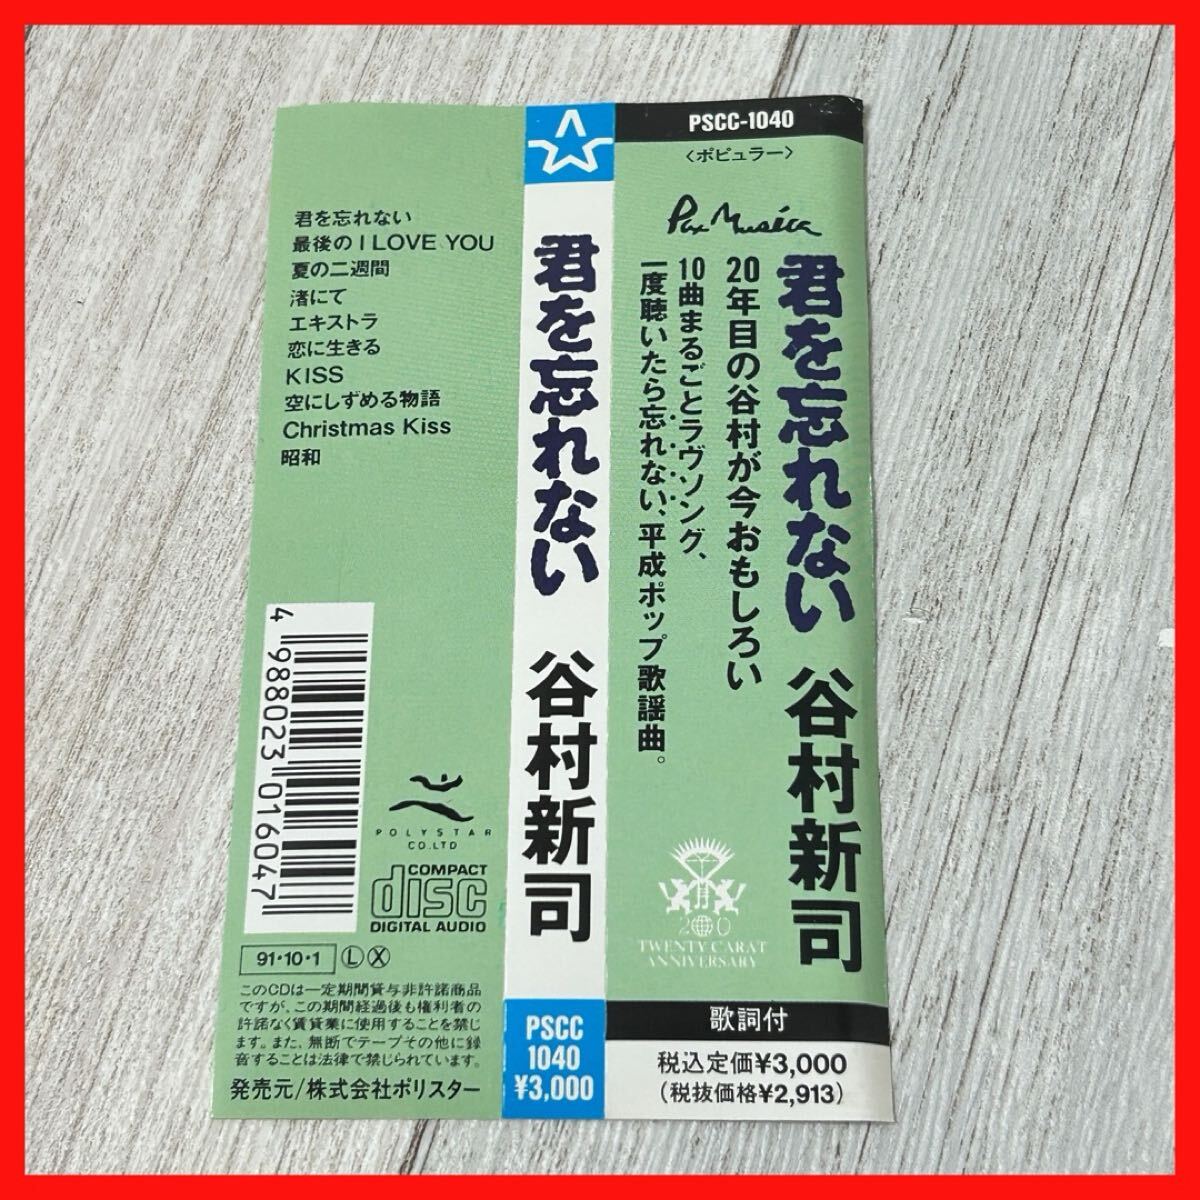 君を忘れない
最後のI LOVE YOU
夏の二週間
渚にて
エキストラ
恋に生きる
KISS
空にしずめる物語
Christmas Kiss
昭和
4 988023 016047
POLYSTAR
CO.LTD
COMPACT
disc
DIGITAL AUDIO
91・10・1 Ⓛ Ⓧ
このCDは一定期間貸与非許諾商品
ですが、この期間経過後も権利者の
許諾なく賃貸業に使用することを禁じ
ます。また、無断でテープその他に録
音することは法律で禁じられています。
発売元/株式会社ポリスター
君を忘れない 谷村新司
PSCC
1040
¥3,000
PSCC-1040
〈ポピュラー〉
Pax Musica
君を忘れない 谷村新司
20年目の谷村が今おもしろい
10曲まるごとラヴソング、
一度聴いたら忘れない、平成ポップ歌謡曲。
200
TWENTY CARAT
ANNIVERSARY
歌詞付
税込定価¥3,000
(税抜価格¥2,913)